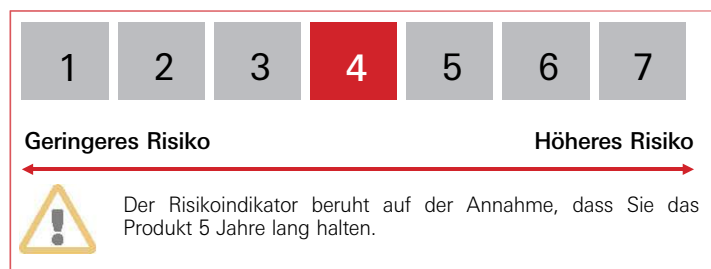 1 2 3 4 5 6 7
Geringeres Risiko Höheres Risiko
Der Risikoindikator beruht auf der Annahme, dass Sie das
Produkt 5 Jahre lang halten.